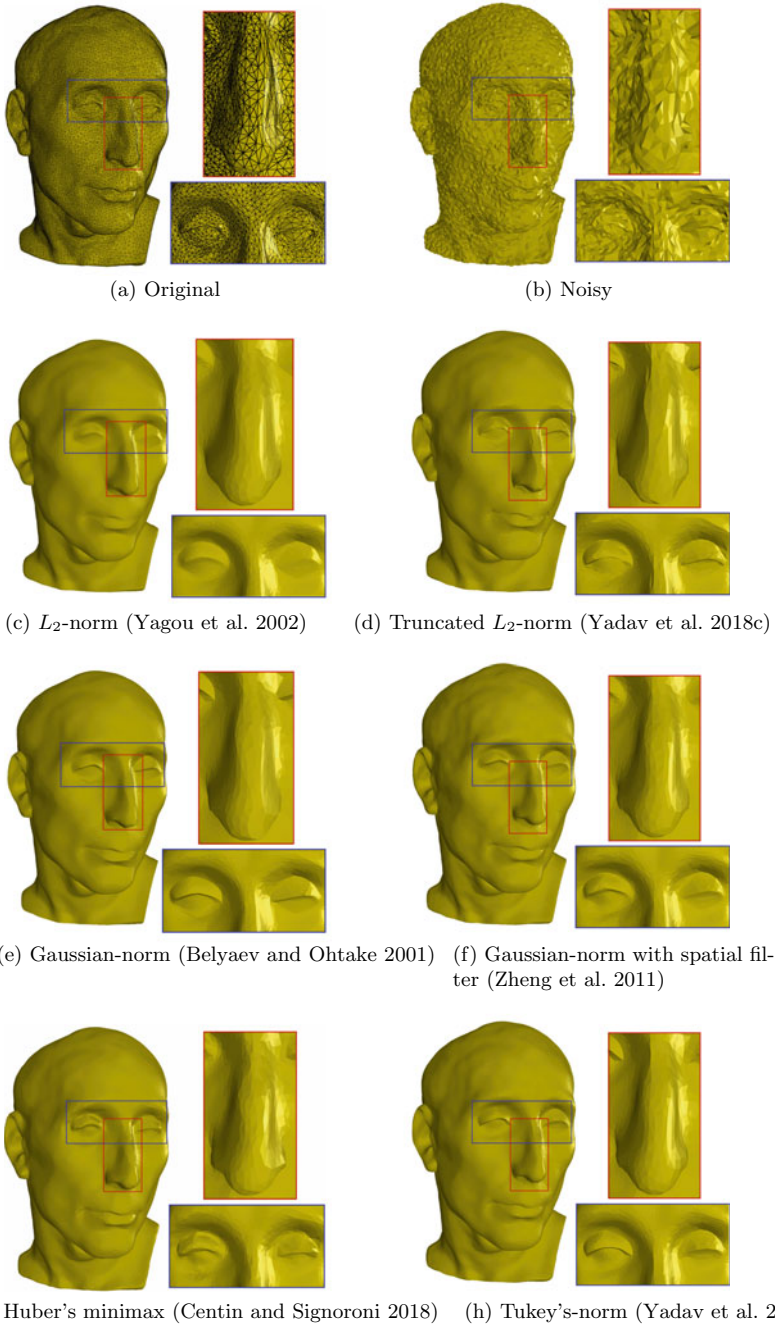 (a) Original
(b) Noisy
(c) L₂-norm (Yagou et al. 2002)
(d) Truncated L₂-norm (Yadav et al. 2018c)
(e) Gaussian-norm (Belyaev and Ohtake 2001)
(f) Gaussian-norm with spatial fil-
ter (Zheng et al. 2011)
Huber's minimax (Centin and Signoroni 2018)
(h) Tukey's-norm (Yadav et al. 2